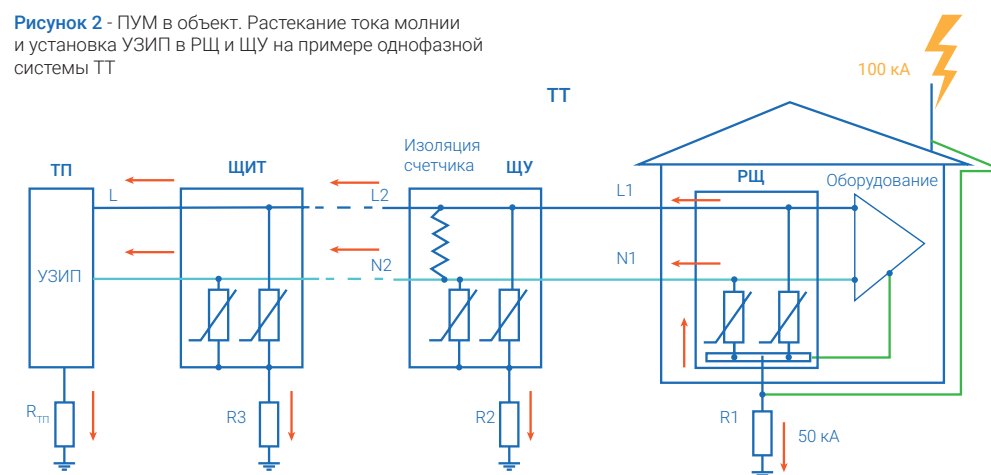 Рисунок 2 - ПУМ в объект. Растекание тока молнии
и установка УЗИП в РЩ и ЩУ на примере однофазной
системы ТТ
100 кА
ТТ
Изоляция
счетчика
ТП
ЩИТ
ЩУ
РЩ
Оборудование
L
L2
L1
N2
N1
УЗИП
Rтп
R3
R2
R1
50 кА